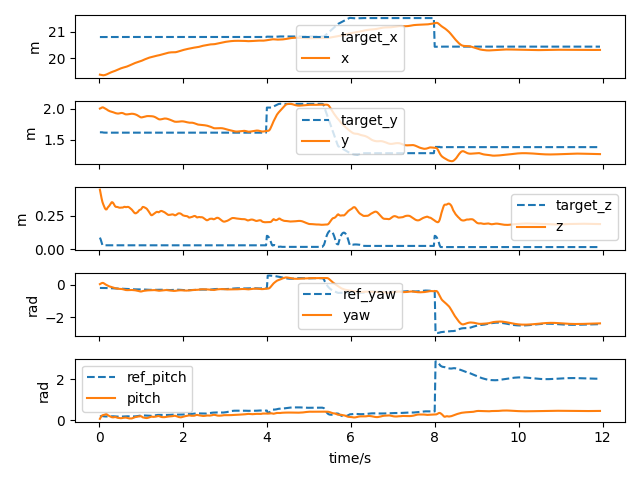 21
20
m
target_x
x
2.0
1.5
m
target_y
y
0.25
0.00
m
target_z
z
0
−2
rad
ref_yaw
yaw
2
0
rad
ref_pitch
pitch
0 2 4 6 8 10 12
time/s